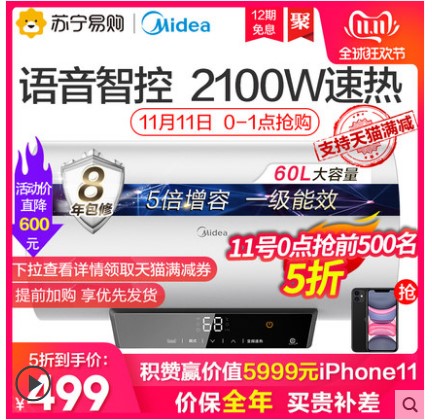 苏宁易购 Midea
12期
免息
聚
11.11
全球狂欢节
语音智控 2100W速热
11月11日 0-1点抢购
支持天猫满减
60L大容量
活动价
直降
600
元
8
年包修
5倍增容 一级能效
Midea
11号0点抢前500名
5折
下拉查看详情领取天猫满减券
提前加购 享优先发货
抢
88
5折到手价:
¥499
积赞赢价值5999元iPhone11
价保全年 买贵补差